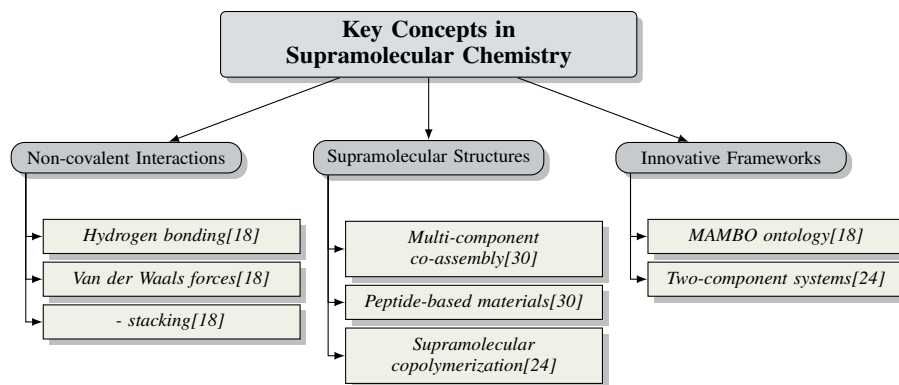 Key Concepts in
Supramolecular Chemistry
Non-covalent Interactions
Supramolecular Structures
Innovative Frameworks
Hydrogen bonding[18]
Van der Waals forces[18]
- stacking[18]
Multi-component
co-assembly[30]
Peptide-based materials[30]
Supramolecular
copolymerization[24]
MAMBO ontology[18]
Two-component systems[24]